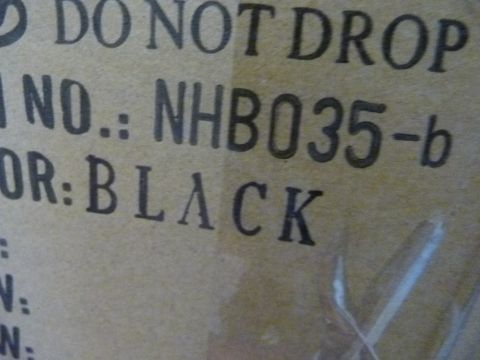 DO NOT DROP
NO.: NHB035-b
OR: BLACK
:
N:
N: